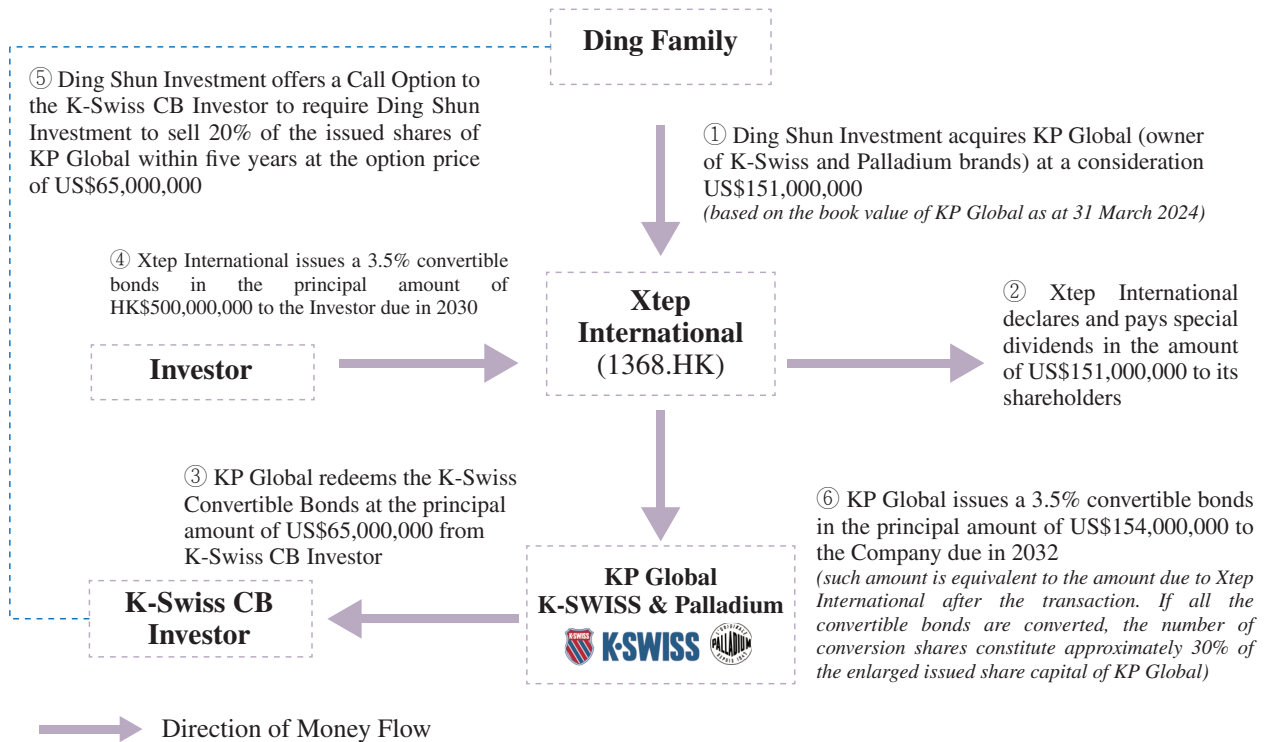 Ding Family
⑤ Ding Shun Investment offers a Call Option to
the K-Swiss CB Investor to require Ding Shun
Investment to sell 20% of the issued shares of
KP Global within five years at the option price
of US$65,000,000
① Ding Shun Investment acquires KP Global (owner
of K-Swiss and Palladium brands) at a consideration
US$151,000,000
(based on the book value of KP Global as at 31 March 2024)
④ Xtep International issues a 3.5% convertible
bonds in the principal amount of
HK$500,000,000 to the Investor due in 2030
Investor
Xtep
International
(1368.HK)
② Xtep International
declares and pays special
dividends in the amount
of US$151,000,000 to its
shareholders
③ KP Global redeems the K-Swiss
Convertible Bonds at the principal
amount of US$65,000,000 from
K-Swiss CB Investor
K-Swiss CB
Investor
KP Global
K-SWISS & Palladium
K·SWISS
K·SWISS
L'ORIGINALE
PALLADIUM
DEPUIS 1947
⑥ KP Global issues a 3.5% convertible bonds
in the principal amount of US$154,000,000 to
the Company due in 2032
(such amount is equivalent to the amount due to Xtep
International after the transaction. If all the
convertible bonds are converted, the number of
conversion shares constitute approximately 30% of
the enlarged issued share capital of KP Global)
Direction of Money Flow